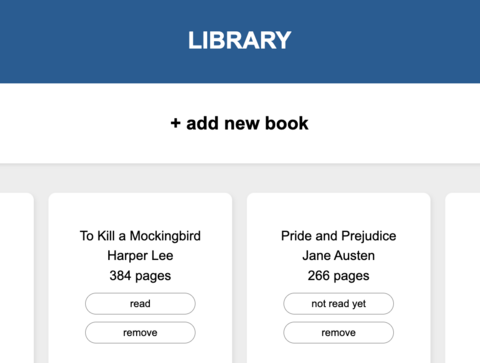 LIBRARY
+ add new book
To Kill a Mockingbird
Harper Lee
384 pages
read
remove
Pride and Prejudice
Jane Austen
266 pages
not read yet
remove